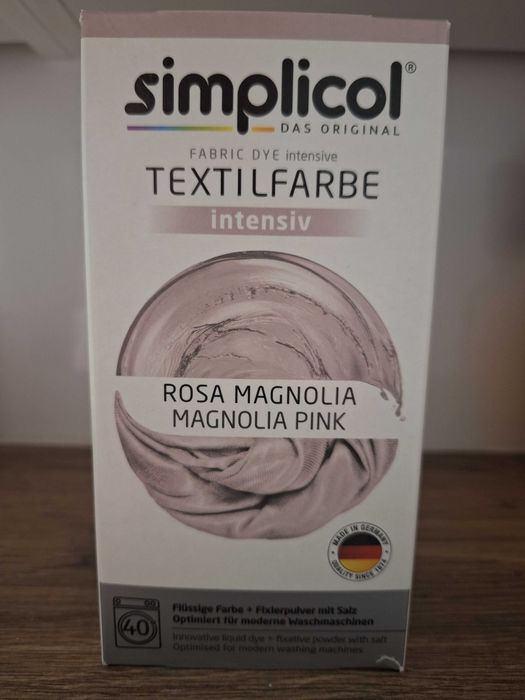 simplicol®
DAS ORIGINAL
FABRIC DYE intensive
TEXTILFARBE
intensiv
ROSA MAGNOLIA
MAGNOLIA PINK
MADE IN GERMANY
QUALITY SINCE 1974
40
Flüssige Farbe + Fixierpulver mit Salz
Optimiert für moderne Waschmaschinen
Innovative liquid dye + fixative powder with salt
Optimised for modern washing machines